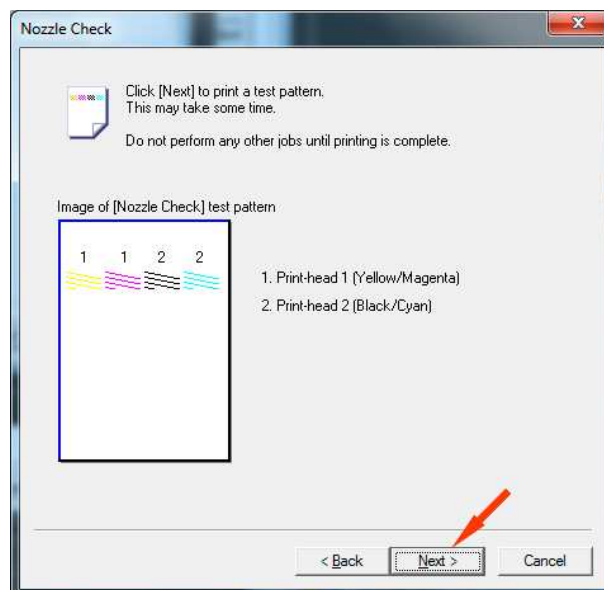 Nozzle Check
Click [Next] to print a test pattern.
This may take some time.
Do not perform any other jobs until printing is complete.
Image of [Nozzle Check] test pattern
1 1 2 2
1. Print-head 1 (Yellow/Magenta)
2. Print-head 2 (Black/Cyan)
< Back Next > Cancel